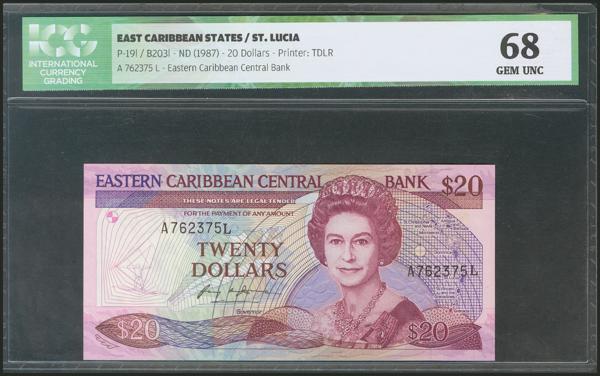 ICG
INTERNATIONAL
CURRENCY
GRADING
EAST CARIBBEAN STATES / ST. LUCIA
P-19l / B203l - ND (1987) - 20 Dollars - Printer: TDLR
A 762375 L - Eastern Caribbean Central Bank
68
GEM UNC
EASTERN CARIBBEAN CENTRAL BANK $20
THESE NOTES ARE LEGAL TENDER
FOR THE PAYMENT OF ANY AMOUNT
A762375L
TWENTY
DOLLARS
A762375L
Governor
$20
$20